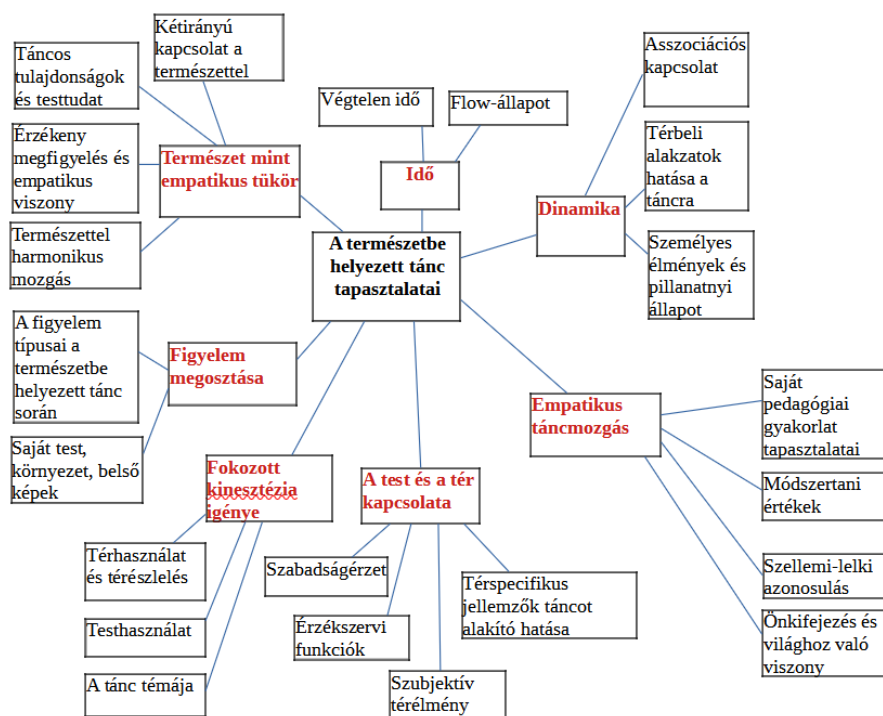 Kétirányú
kapcsolat a
természettel
Táncos
tulajdonságok
és testtudat
Érzékeny
megfigyelés és
empatikus
viszony
Természettel
harmonikus
mozgás
Természet mint
empatikus tükör
Végtelen idő
Flow-állapot
Idő
Asszociációs
kapcsolat
Térbeli
alakzatok
hatása a
táncra
Dinamika
Személyes
élmények és
pillanatnyi
állapot
A természetbe
helyezett tánc
tapasztalatai
A figyelem
típusai a
természetbe
helyezett tánc
során
Figyelem
megosztása
Saját test,
környezet, belső
képek
Fokozott
kinesztézia
igénye
Térhasználat
és térészlelés
Testhasználat
A tánc témája
A test és a tér
kapcsolata
Szabadságérzet
Érzékszervi
funkciók
Szubjektív
térélmény
Térspecifikus
jellemzők táncot
alakító hatása
Empatikus
táncmozgás
Saját
pedagógiai
gyakorlat
tapasztalatai
Módszertani
értékek
Szellemi-lelki
azonosulás
Önkifejezés és
világhoz való
viszony